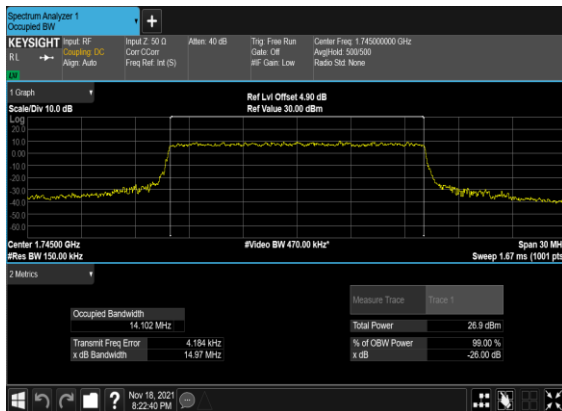 Spectrum Analyzer 1
Occupied BW
+
KEYSIGHT
RL
Input: RF
Coupling: DC
Align: Auto
Input Z: 50 Ω
Corr CCorr
Freq Ref: Int (S)
Atten: 40 dB
Trig: Free Run
Gate: Off
#IF Gain: Low
Center Freq: 1.745000000 GHz
Avg|Hold: 500/500
Radio Std: None
1 Graph
Scale/Div 10.0 dB
Ref Lvl Offset 4.90 dB
Ref Value 30.00 dBm
Log
20.0
10.0
0.00
-10.0
-20.0
-30.0
-40.0
-50.0
-60.0
Center 1.74500 GHz
#Res BW 150.00 kHz
#Video BW 470.00 kHz*
Span 30 MH
Sweep 1.67 ms (1001 pts
2 Metrics
Measure Trace
Trace 1
Occupied Bandwidth
14.102 MHz
Total Power
26.9 dBm
Transmit Freq Error
4.184 kHz
% of OBW Power
99.00 %
x dB Bandwidth
14.97 MHz
x dB
-26.00 dB
?
Nov 18, 2021
8:22:40 PM